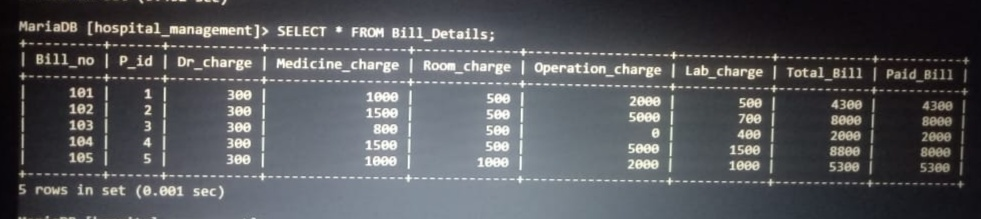 MariaDB [hospital_management]> SELECT * FROM Bill_Details;
| Bill_no | P_id | Dr_charge | Medicine_charge | Room_charge | Operation_charge | Lab_charge | Total_Bill | Paid_Bill |
| 101 | 1 | 300 | 1000 | 500 | 2000 | 500 | 4300 | 4300 |
| 102 | 2 | 300 | 1500 | 500 | 5000 | 700 | 8000 | 8000 |
| 103 | 3 | 300 | 800 | 500 | 0 | 400 | 2000 | 2000 |
| 104 | 4 | 300 | 1500 | 500 | 5000 | 1500 | 8800 | 8000 |
| 105 | 5 | 300 | 1000 | 1000 | 2000 | 1000 | 5300 | 5300 |
5 rows in set (0.001 sec)